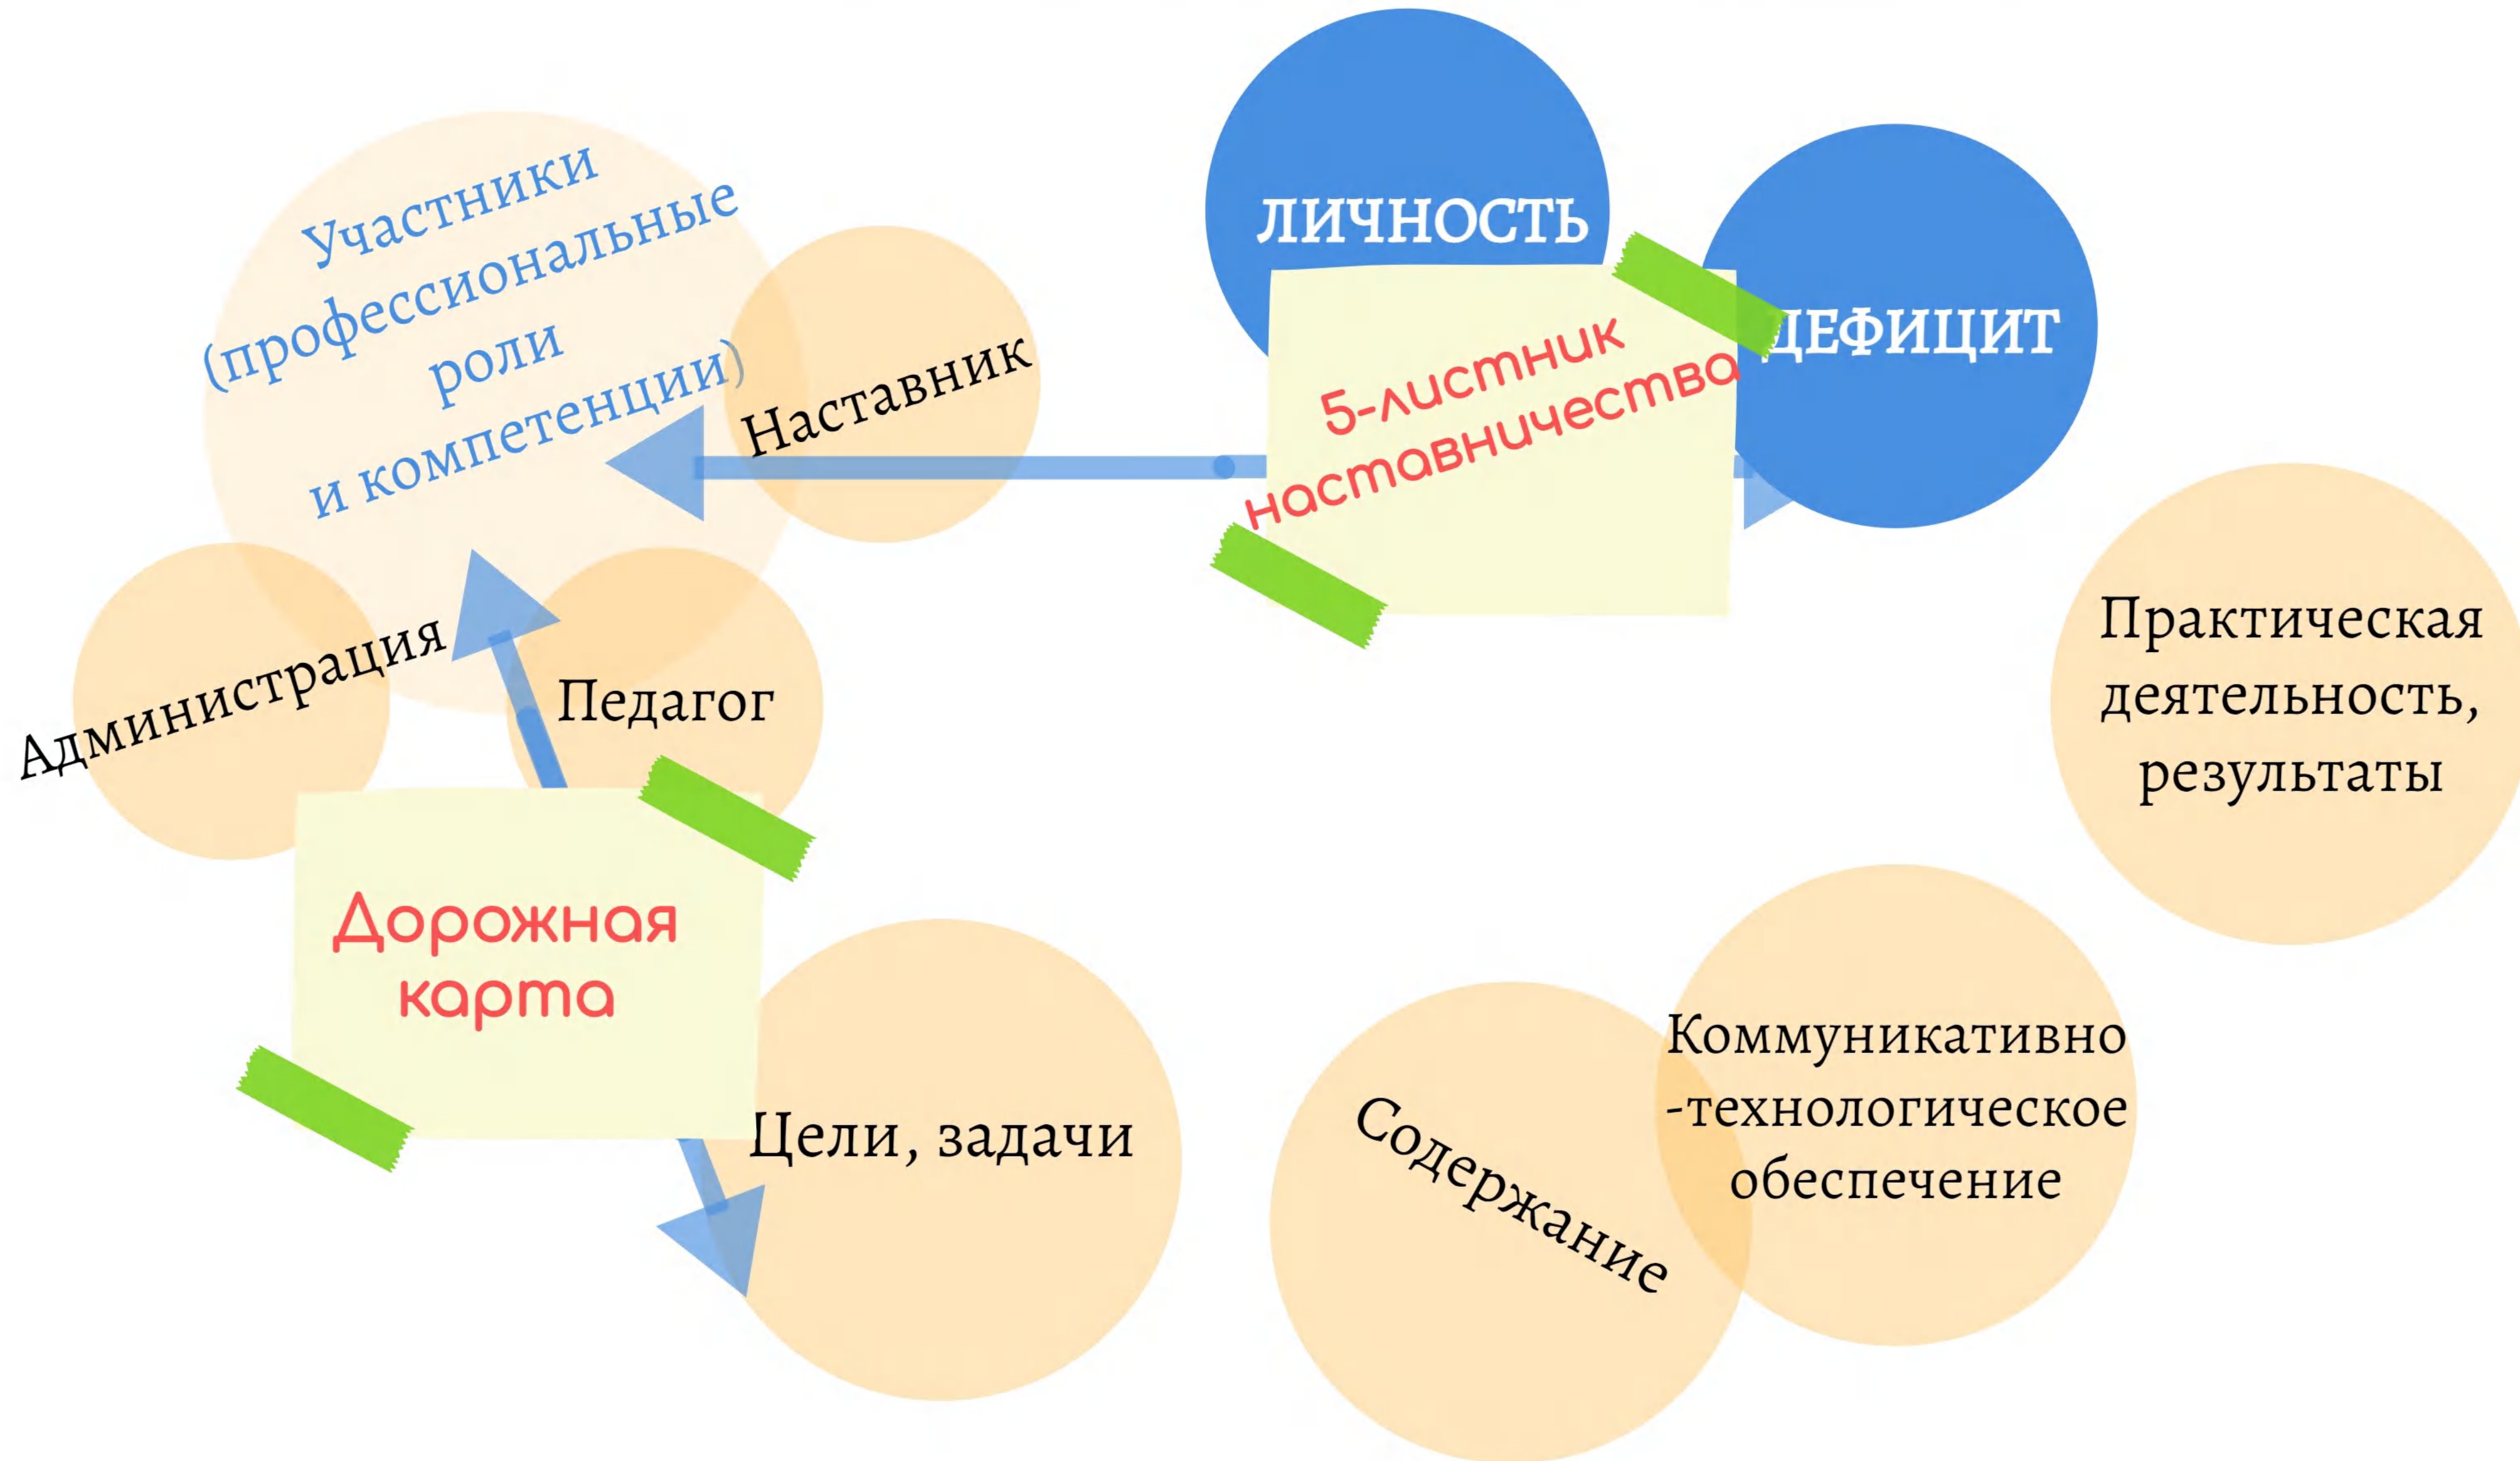 Участники
(профессиональные
роли
и компетенции)
Наставник
Администрация
Педагог
Дорожная
карта
Цели, задачи
ЛИЧНОСТЬ
ДЕФИЦИТ
5-листник
наставничества
Практическая
деятельность,
результаты
Содержание
Коммуникативно
-технологическое
обеспечение